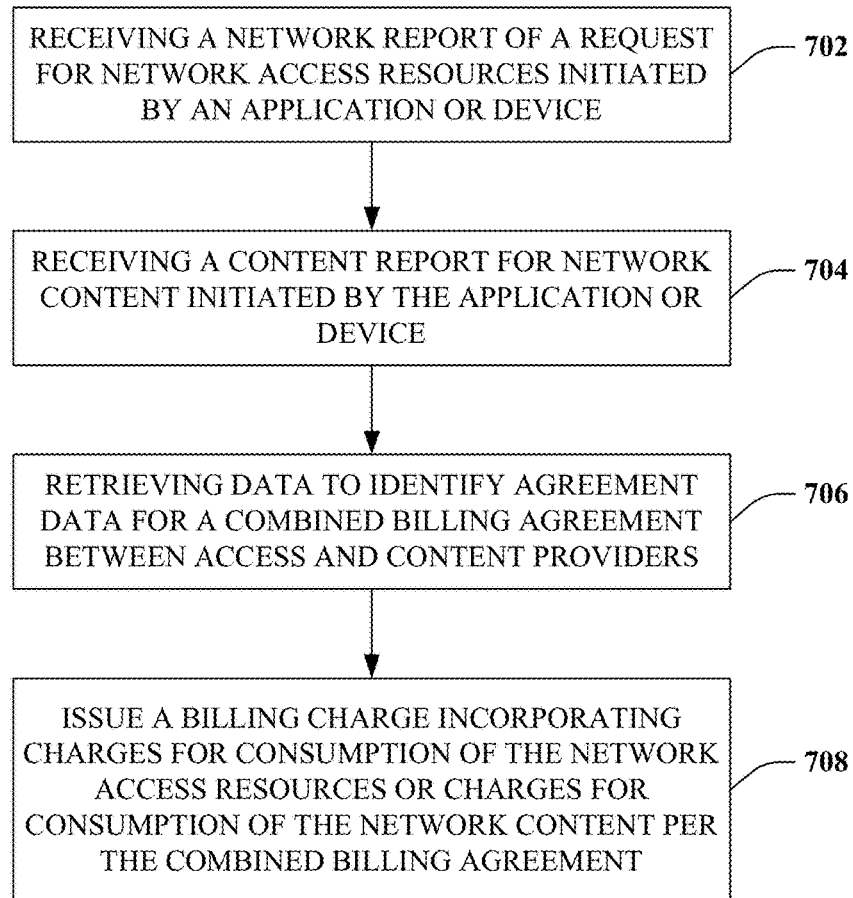 RECEIVING A NETWORK REPORT OF A REQUEST
FOR NETWORK ACCESS RESOURCES INITIATED
BY AN APPLICATION OR DEVICE
702
RECEIVING A CONTENT REPORT FOR NETWORK
CONTENT INITIATED BY THE APPLICATION OR
DEVICE
704
RETRIEVING DATA TO IDENTIFY AGREEMENT
DATA FOR A COMBINED BILLING AGREEMENT
BETWEEN ACCESS AND CONTENT PROVIDERS
706
ISSUE A BILLING CHARGE INCORPORATING
CHARGES FOR CONSUMPTION OF THE NETWORK
ACCESS RESOURCES OR CHARGES FOR
CONSUMPTION OF THE NETWORK CONTENT PER
THE COMBINED BILLING AGREEMENT
708